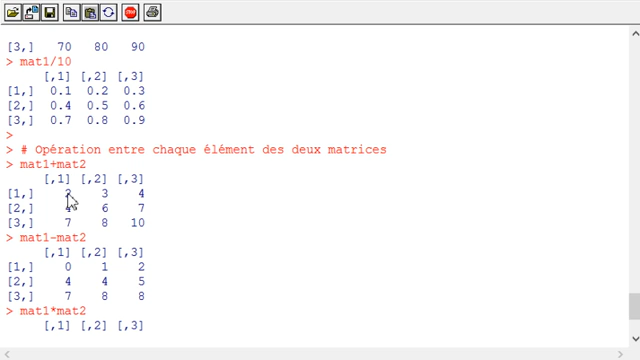 [3,] 70 80 90
> mat1/10
[,1] [,2] [,3]
[1,] 0.1 0.2 0.3
[2,] 0.4 0.5 0.6
[3,] 0.7 0.8 0.9
>
> # Opération entre chaque élément des deux matrices
> mat1+mat2
[,1] [,2] [,3]
[1,] 2 3 4
[2,] 4 6 7
[3,] 7 8 10
> mat1-mat2
[,1] [,2] [,3]
[1,] 0 1 2
[2,] 4 4 5
[3,] 7 8 8
> mat1*mat2
[,1] [,2] [,3]